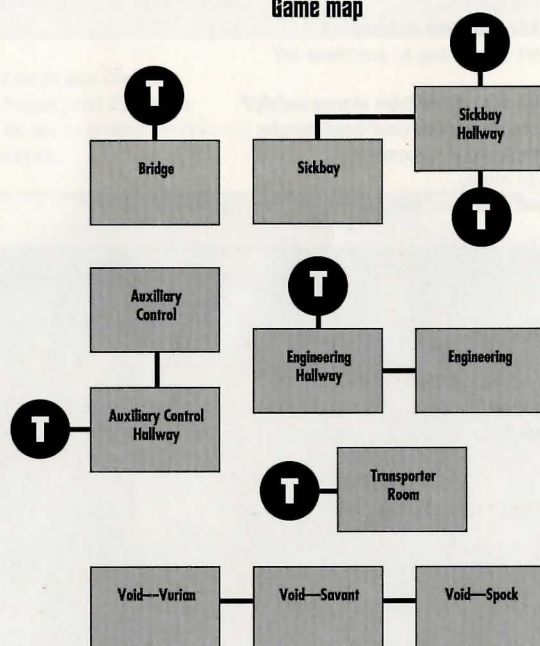 Game map
T
T
Bridge
Sickbay
Sickbay
Hallway
T
Auxiliary
Control
T
Engineering
Hallway
Engineering
T
Auxiliary Control
Hallway
T
Transporter
Room
Void—Vurian
Void—Savant
Void—Spock